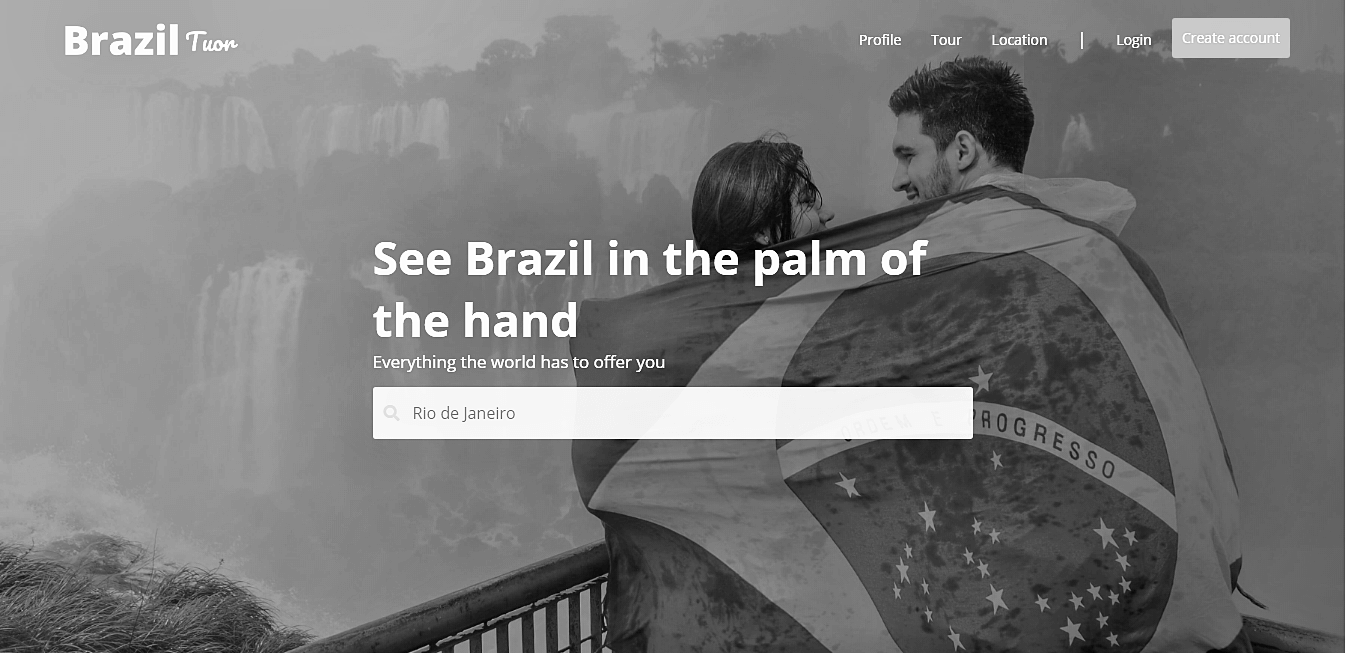 Brazil Tuor
Profile Tour Location | Login Create account
See Brazil in the palm of
the hand
Everything the world has to offer you
Rio de Janeiro
ORDEM E PROGRESSO